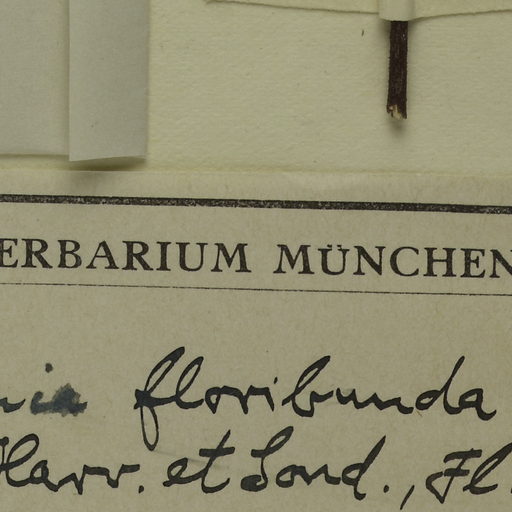 ERBARIUM MÜNCHEN
floribunda
Harv. et Sond., Fl.